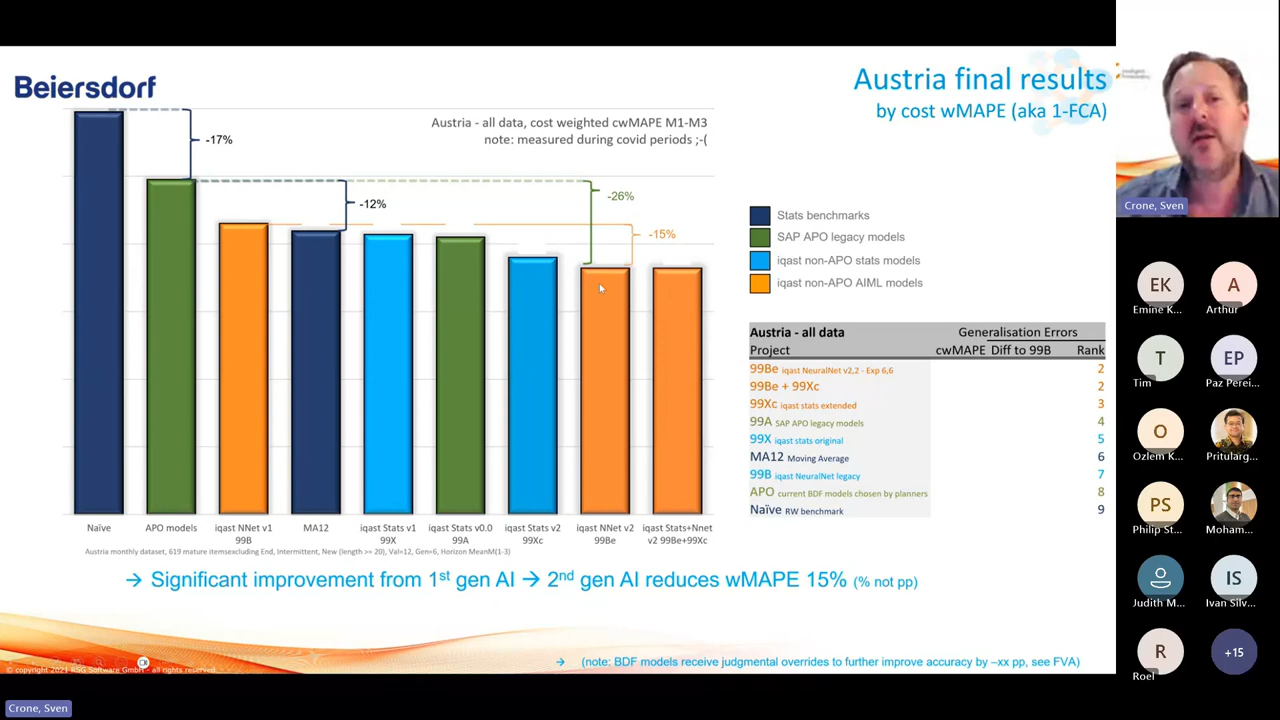 Beiersdorf
Austria final results
by cost wMAPE (aka 1-FCA)
Austria - all data, cost weighted cwMAPE M1-M3
note: measured during covid periods ;-(
-17%
-12%
-26%
-15%
Stats benchmarks
SAP APO legacy models
iqast non-APO stats models
iqast non-APO AIML models
Austria - all data Generalisation Errors
Project cwMAPE Diff to 99B Rank
99Be iqast NeuralNet v2,2 - Exp 6,6 2
99Be + 99Xc 2
99Xc iqast stats extended 3
99A SAP APO legacy models 4
99X iqast stats original 5
MA12 Moving Average 6
99B iqast NeuralNet legacy 7
APO current BDF models chosen by planners 8
Naïve RW benchmark 9
Naïve APO models iqast NNet v1 MA12 iqast Stats v1 iqast Stats v0.0 iqast Stats v2 iqast NNet v2 iqast Stats+Nnet
99B 99X 99A 99Xc 99Be v2 99Be+99Xc
Austria monthly dataset, 619 mature itemsexcluding End, Intermittent, New (length >= 20), Val=12, Gen=6, Horizon MeanM(1-3)
→ Significant improvement from 1st gen AI → 2nd gen AI reduces wMAPE 15% (% not pp)
→ (note: BDF models receive judgmental overrides to further improve accuracy by –xx pp, see FVA)
© copyright 2021 RSG Software GmbH - all rights reserved
Crone, Sven
Crone, Sven
EK A
Emine K... Arthur
T EP
Tim Paz Perei...
O
Ozlem K... Pritularg...
PS
Philip St... Moham...
IS
Judith M... Ivan Silv...
R +15
Roel